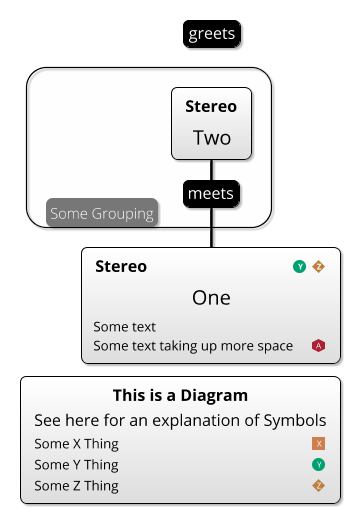 greets
Stereo
Two
meets
Some Grouping
Stereo Y Z
One
Some text
Some text taking up more space A
This is a Diagram
See here for an explanation of Symbols
Some X Thing X
Some Y Thing Y
Some Z Thing Z